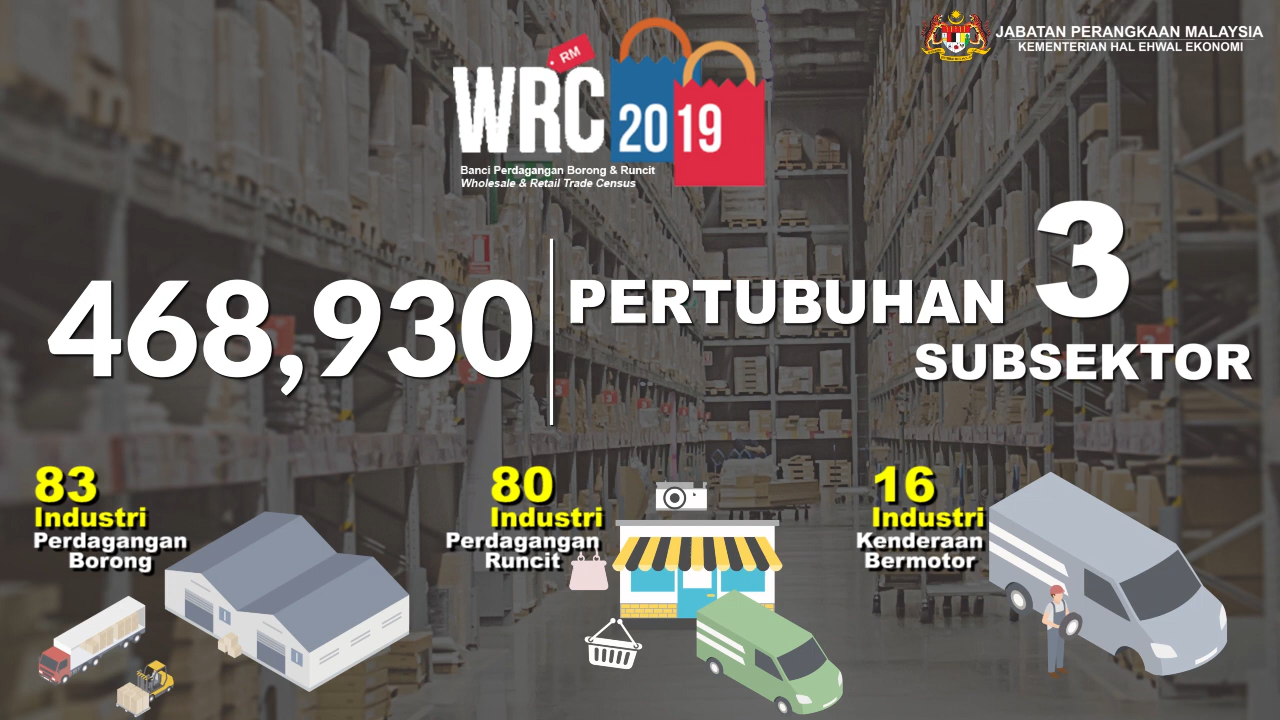 JABATAN PERANGKAAN MALAYSIA
KEMENTERIAN HAL EHWAL EKONOMI
RM
WRC 2019
Banci Perdagangan Borong & Runcit
Wholesale & Retail Trade Census
468,930
PERTUBUHAN 3
SUBSEKTOR
83
Industri
Perdagangan
Borong
80
Industri
Perdagangan
Runcit
16
Industri
Kenderaan
Bermotor